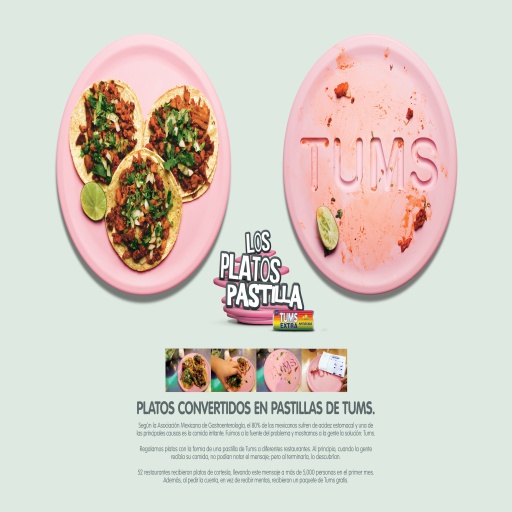 TUMS
LOS
PLATOS
PASTILLA
TUMS
EXTRA
PLATOS CONVERTIDOS EN PASTILLAS DE TUMS.
Según la Asociación Mexicana de Gastroenterología, el 80% de los mexicanos sufren de acidez estomacal y una de
las principales causas es la comida irritante. Fuimos a la fuente del problema y mostramos a la gente la solución: Tums.
Regalamos platos con la forma de una pastilla de Tums a diferentes restaurantes. Al principio, cuando la gente
recibía su comida, no podían notar el mensaje; pero al terminarla, lo descubrían.
52 restaurantes recibieron platos de cortesía, llevando este mensaje a más de 5,000 personas en el primer mes.
Además, al pedir la cuenta, en vez de recibir mentas, recibieron un paquete de Tums gratis.